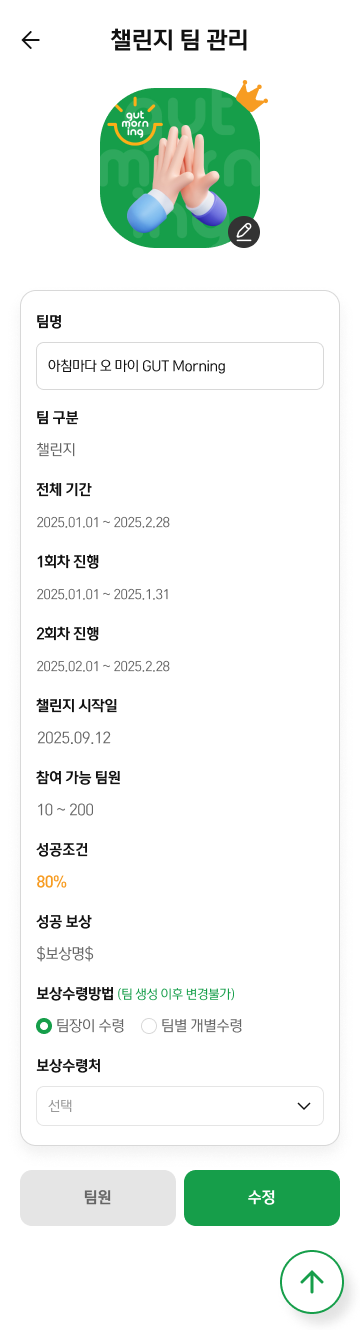 챌린지 팀 관리
gut
morn
ing
gut
morn
ing
팀명
아침마다 오 마이 GUT Morning
팀 구분
챌린지
전체 기간
2025.01.01 ~ 2025.2.28
1회차 진행
2025.01.01 ~ 2025.1.31
2회차 진행
2025.02.01 ~ 2025.2.28
챌린지 시작일
2025.09.12
참여 가능 팀원
10 ~ 200
성공조건
80%
성공 보상
$보상명$
보상수령방법 (팀 생성 이후 변경불가)
팀장이 수령 팀별 개별수령
보상수령처
선택
팀원 수정